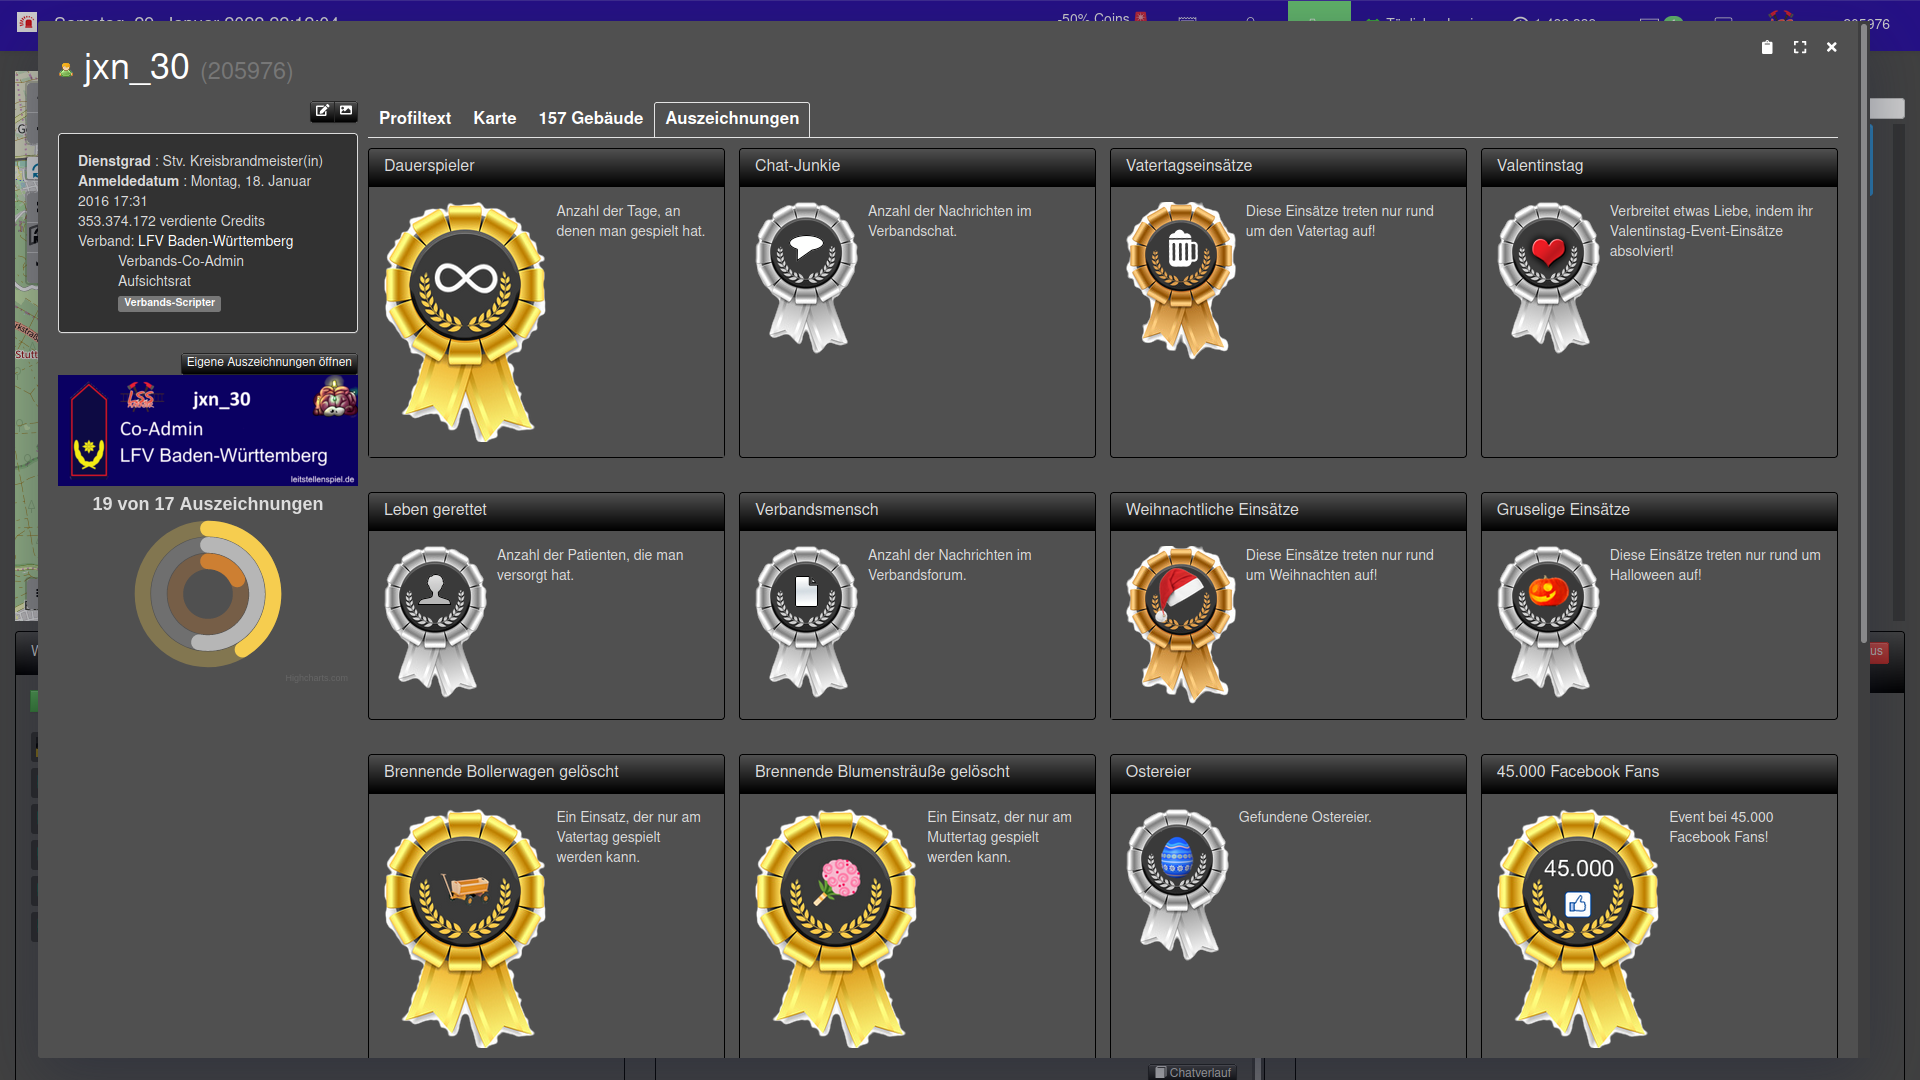 -50% Coins
205976
jxn_30 (205976)
Profiltext
Karte
157 Gebäude
Auszeichnungen
Dienstgrad : Stv. Kreisbrandmeister(in)
Anmeldedatum : Montag, 18. Januar
2016 17:31
353.374.172 verdiente Credits
Verband: LFV Baden-Württemberg
Verbands-Co-Admin
Aufsichtsrat
Verbands-Scripter
Eigene Auszeichnungen öffnen
LSS
jxn_30
Co-Admin
LFV Baden-Württemberg
leitstellenspiel.de
19 von 17 Auszeichnungen
Highcharts.com
Dauerspieler
Anzahl der Tage, an
denen man gespielt hat.
Chat-Junkie
Anzahl der Nachrichten im
Verbandschat.
Vatertagseinsätze
Diese Einsätze treten nur rund
um den Vatertag auf!
Valentinstag
Verbreitet etwas Liebe, indem ihr
Valentinstag-Event-Einsätze
absolviert!
Leben gerettet
Anzahl der Patienten, die man
versorgt hat.
Verbandsmensch
Anzahl der Nachrichten im
Verbandsforum.
Weihnachtliche Einsätze
Diese Einsätze treten nur rund
um Weihnachten auf!
Gruselige Einsätze
Diese Einsätze treten nur rund um
Halloween auf!
Brennende Bollerwagen gelöscht
Ein Einsatz, der nur am
Vatertag gespielt
werden kann.
Brennende Blumensträuße gelöscht
Ein Einsatz, der nur am
Muttertag gespielt
werden kann.
Ostereier
Gefundene Ostereier.
45.000 Facebook Fans
45.000
Event bei 45.000
Facebook Fans!
Chatverlauf